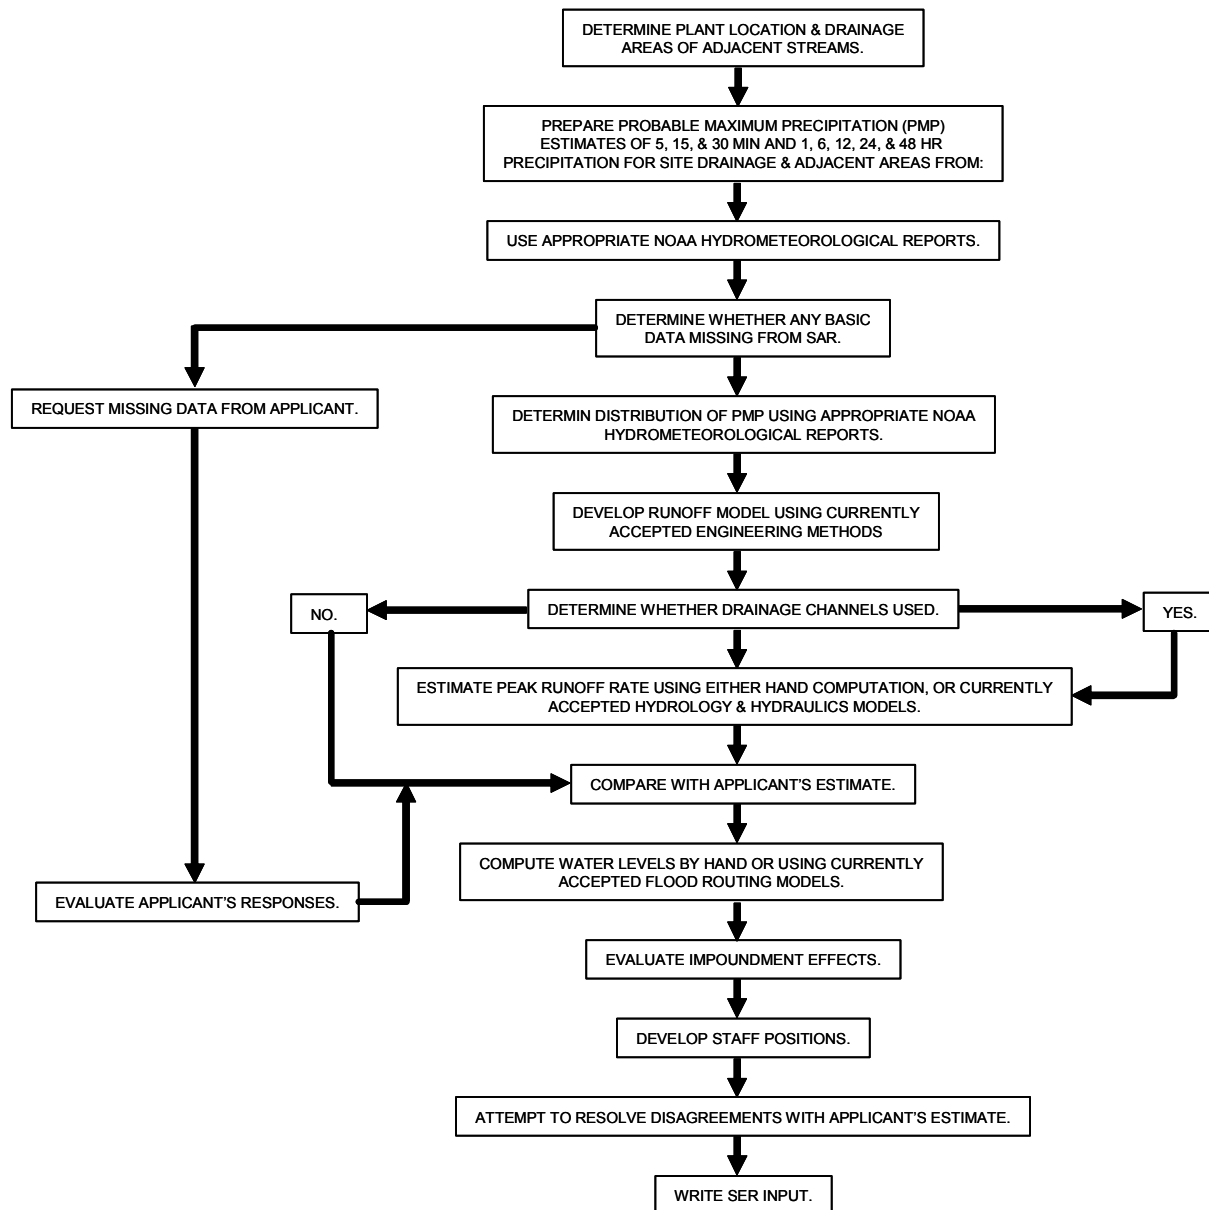 DETERMINE PLANT LOCATION & DRAINAGE
AREAS OF ADJACENT STREAMS.
PREPARE PROBABLE MAXIMUM PRECIPITATION (PMP)
ESTIMATES OF 5, 15, & 30 MIN AND 1, 6, 12, 24, & 48 HR
PRECIPITATION FOR SITE DRAINAGE & ADJACENT AREAS FROM:
USE APPROPRIATE NOAA HYDROMETEOROLOGICAL REPORTS.
DETERMINE WHETHER ANY BASIC
DATA MISSING FROM SAR.
REQUEST MISSING DATA FROM APPLICANT.
DETERMIN DISTRIBUTION OF PMP USING APPROPRIATE NOAA
HYDROMETEOROLOGICAL REPORTS.
DEVELOP RUNOFF MODEL USING CURRENTLY
ACCEPTED ENGINEERING METHODS
NO.
DETERMINE WHETHER DRAINAGE CHANNELS USED.
YES.
ESTIMATE PEAK RUNOFF RATE USING EITHER HAND COMPUTATION, OR CURRENTLY
ACCEPTED HYDROLOGY & HYDRAULICS MODELS.
COMPARE WITH APPLICANT'S ESTIMATE.
COMPUTE WATER LEVELS BY HAND OR USING CURRENTLY
ACCEPTED FLOOD ROUTING MODELS.
EVALUATE APPLICANT'S RESPONSES.
EVALUATE IMPOUNDMENT EFFECTS.
DEVELOP STAFF POSITIONS.
ATTEMPT TO RESOLVE DISAGREEMENTS WITH APPLICANT'S ESTIMATE.
WRITE SER INPUT.